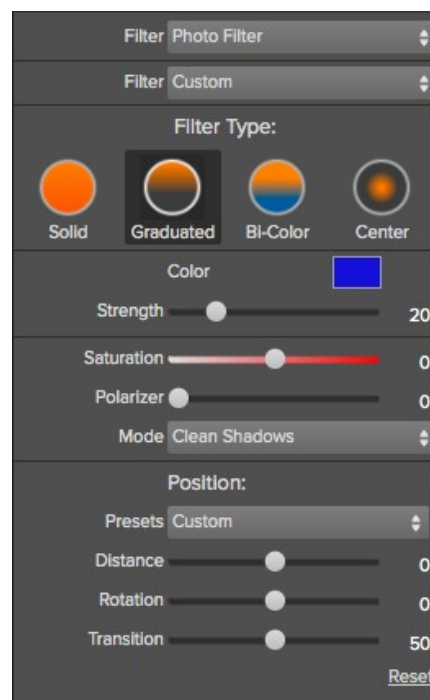 Filter Photo Filter
Filter Custom
Filter Type:
Solid Graduated Bi-Color Center
Color
Strength 20
Saturation 0
Polarizer 0
Mode Clean Shadows
Position:
Presets Custom
Distance 0
Rotation 0
Transition 50
Reset